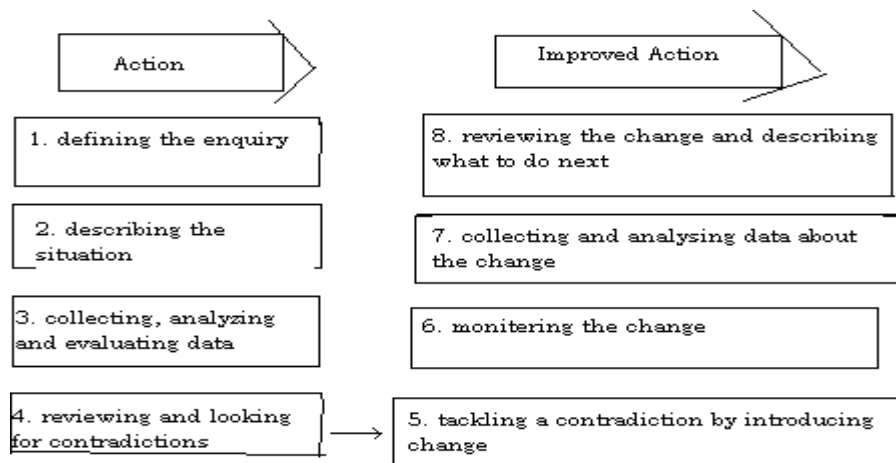 Action
Improved Action
1. defining the enquiry
2. describing the
situation
3. collecting, analyzing
and evaluating data
4. reviewing and looking
for contradictions
8. reviewing the change and describing
what to do next
7. collecting and analysing data about
the change
6. monitering the change
5. tackling a contradiction by introducing
change